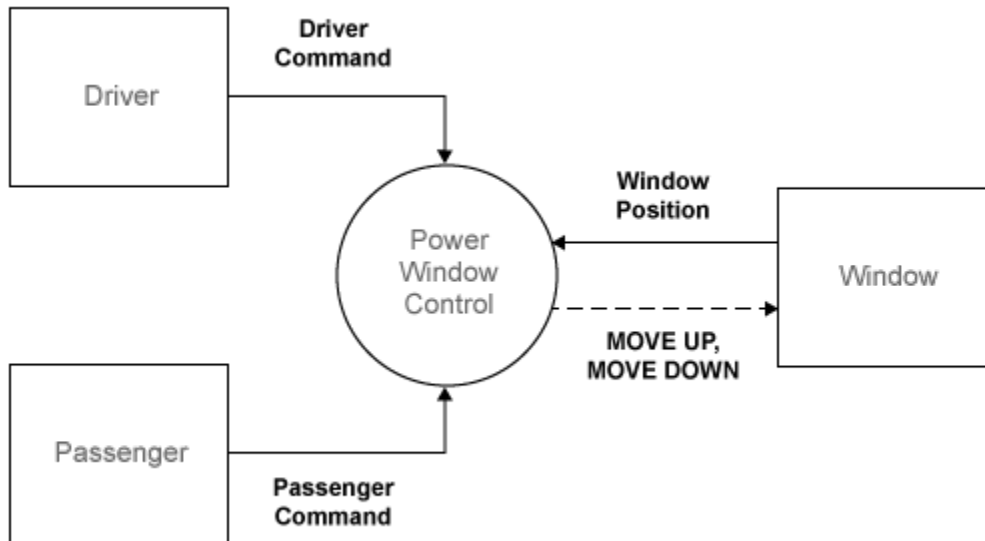 Driver
Command
Driver
Window
Position
Power
Window
Control
Window
MOVE UP,
MOVE DOWN
Passenger
Passenger
Command